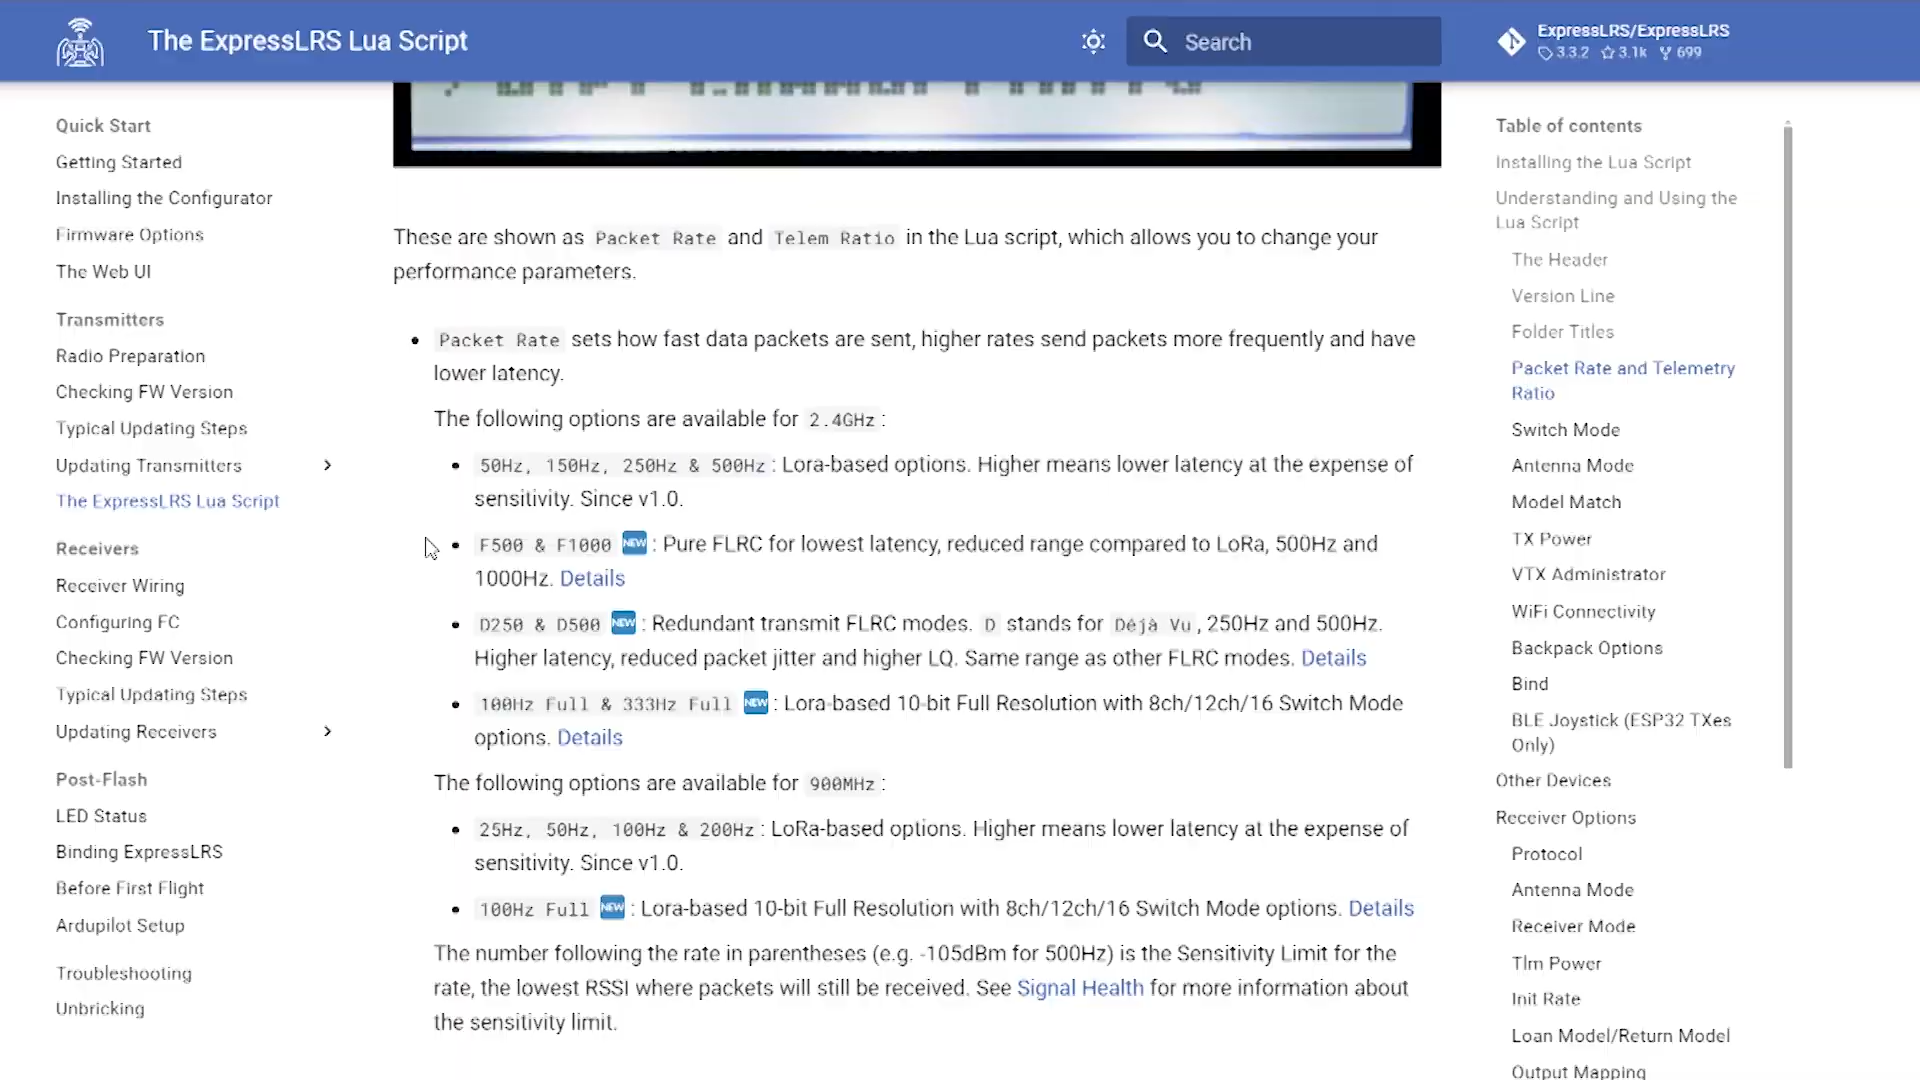 The ExpressLRS Lua Script
Search
ExpressLRS/ExpressLRS
3.3.2 3.1k 699
Quick Start
Getting Started
Installing the Configurator
Firmware Options
The Web UI
Transmitters
Radio Preparation
Checking FW Version
Typical Updating Steps
Updating Transmitters
The ExpressLRS Lua Script
Receivers
Receiver Wiring
Configuring FC
Checking FW Version
Typical Updating Steps
Updating Receivers
Post-Flash
LED Status
Binding ExpressLRS
Before First Flight
Ardupilot Setup
Troubleshooting
Unbricking
These are shown as Packet Rate and Telem Ratio in the Lua script, which allows you to change your
performance parameters.
Packet Rate sets how fast data packets are sent, higher rates send packets more frequently and have
lower latency.
The following options are available for 2.4GHz :
50Hz, 150Hz, 250Hz & 500Hz : Lora-based options. Higher means lower latency at the expense of
sensitivity. Since v1.0.
F500 & F1000 NEW : Pure FLRC for lowest latency, reduced range compared to LoRa, 500Hz and
1000Hz. Details
D250 & D500 NEW : Redundant transmit FLRC modes. D stands for Déjà Vu , 250Hz and 500Hz.
Higher latency, reduced packet jitter and higher LQ. Same range as other FLRC modes. Details
100Hz Full & 333Hz Full NEW : Lora-based 10-bit Full Resolution with 8ch/12ch/16 Switch Mode
options. Details
The following options are available for 900MHz :
25Hz, 50Hz, 100Hz & 200Hz : LoRa-based options. Higher means lower latency at the expense of
sensitivity. Since v1.0.
100Hz Full NEW : Lora-based 10-bit Full Resolution with 8ch/12ch/16 Switch Mode options. Details
The number following the rate in parentheses (e.g. -105dBm for 500Hz) is the Sensitivity Limit for the
rate, the lowest RSSI where packets will still be received. See Signal Health for more information about
the sensitivity limit.
Table of contents
Installing the Lua Script
Understanding and Using the
Lua Script
The Header
Version Line
Folder Titles
Packet Rate and Telemetry
Ratio
Switch Mode
Antenna Mode
Model Match
TX Power
VTX Administrator
WiFi Connectivity
Backpack Options
Bind
BLE Joystick (ESP32 TXes
Only)
Other Devices
Receiver Options
Protocol
Antenna Mode
Receiver Mode
Tlm Power
Init Rate
Loan Model/Return Model
Output Mapping